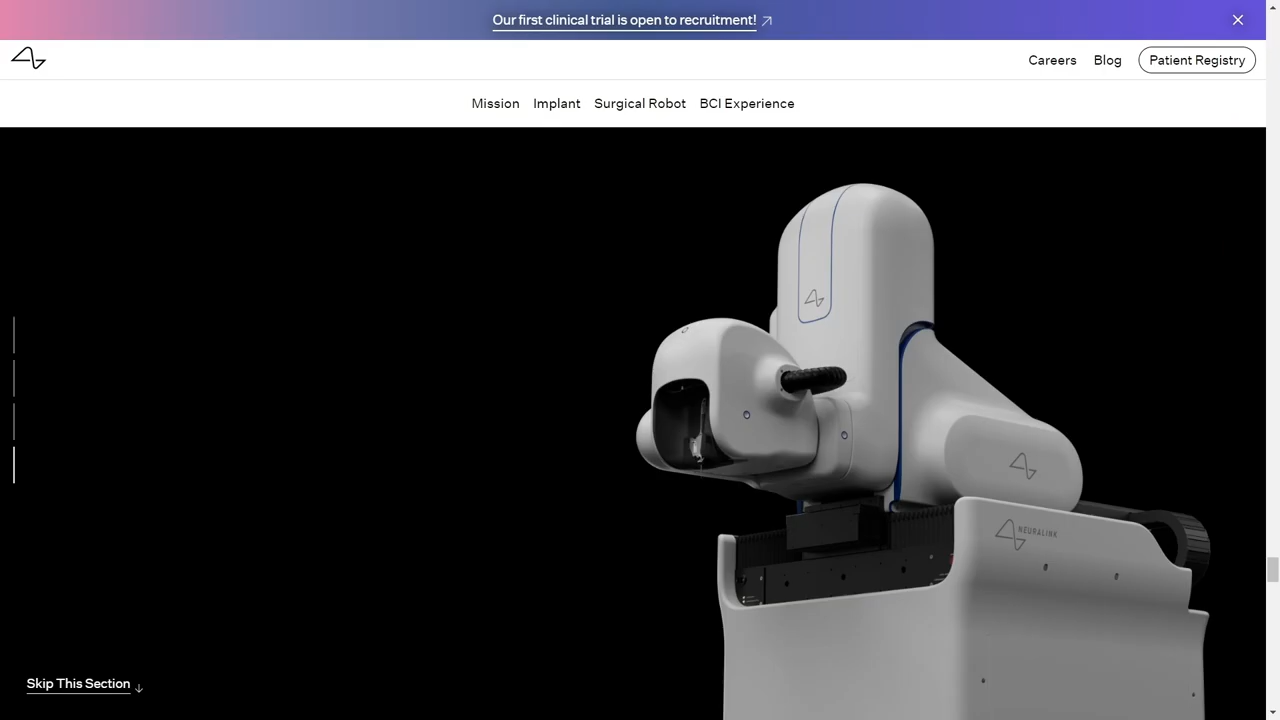 Our first clinical trial is open to recruitment!
Careers Blog Patient Registry
Mission Implant Surgical Robot BCI Experience
NEURALINK
Skip This Section